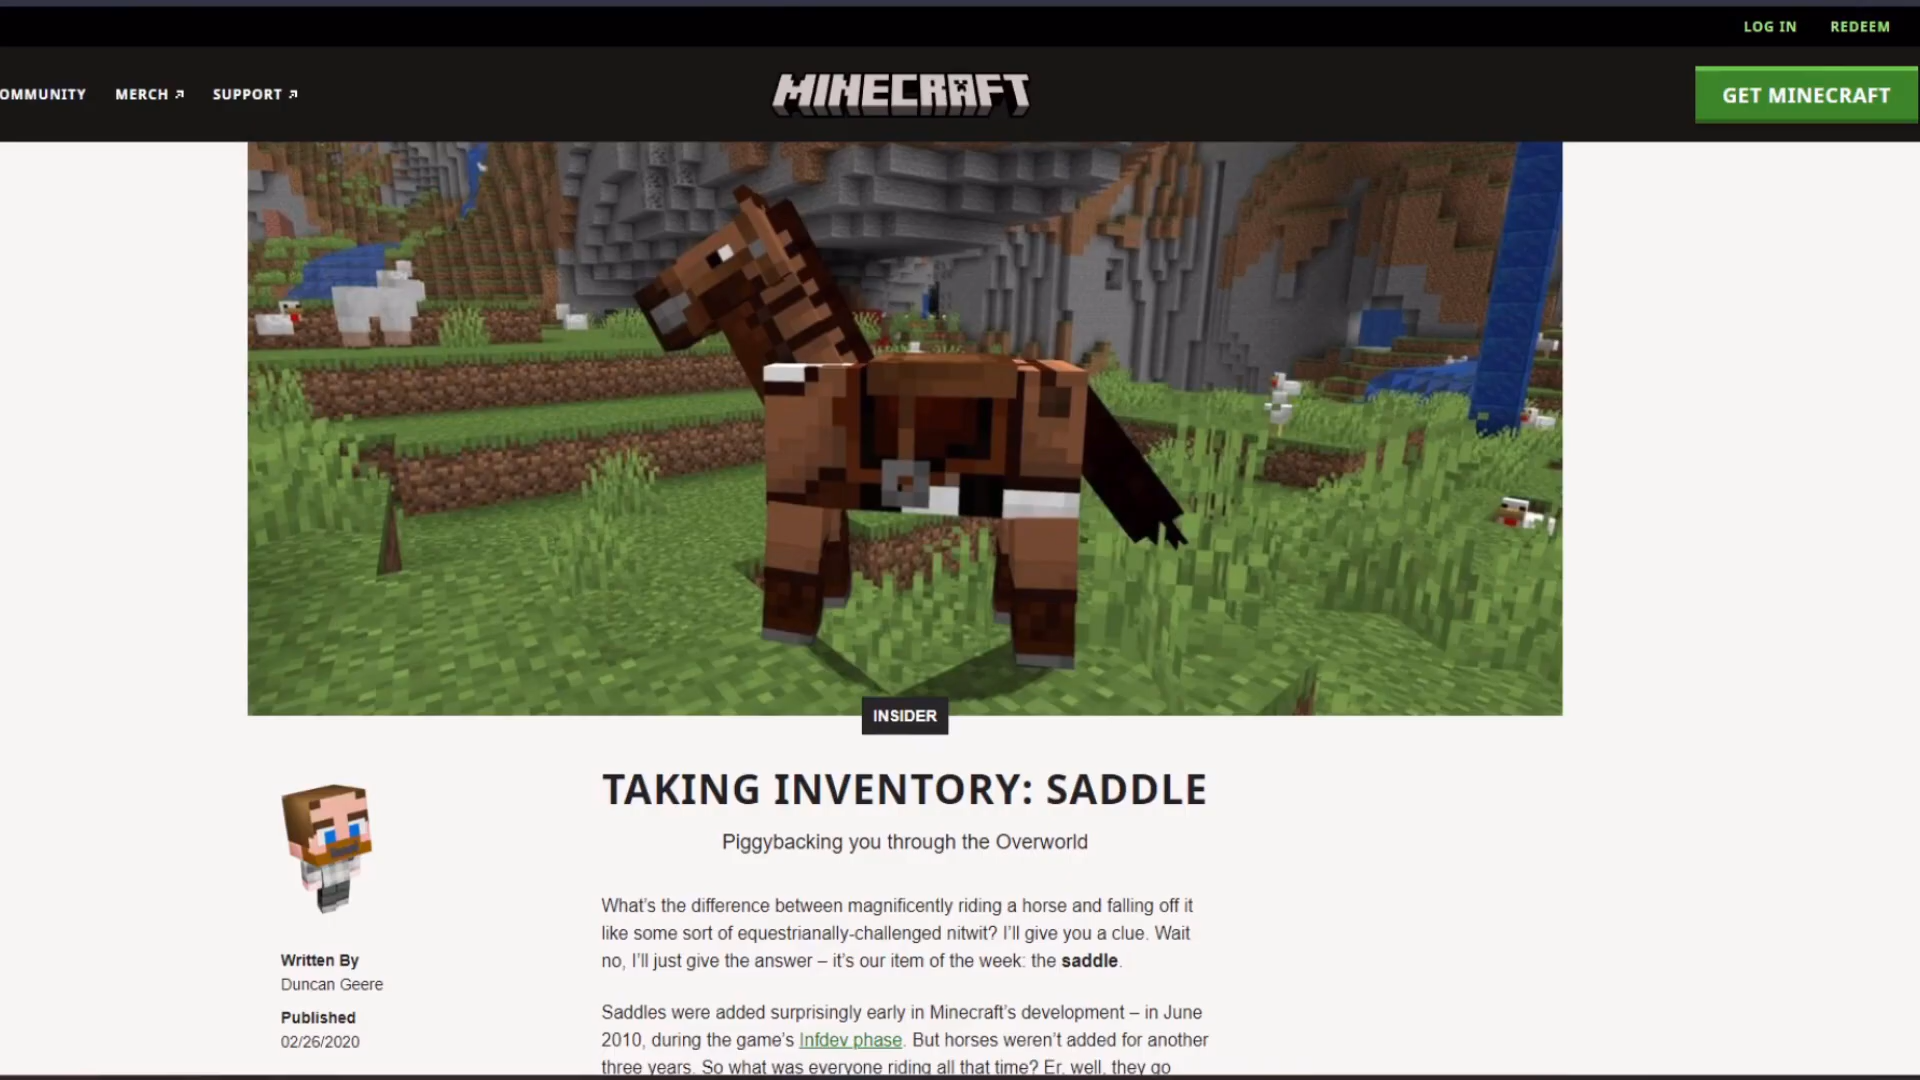 LOG IN
REDEEM
OMMUNITY
MERCH
SUPPORT
MINECRAFT
GET MINECRAFT
INSIDER
TAKING INVENTORY: SADDLE
Piggybacking you through the Overworld
Written By
Duncan Geere
Published
02/26/2020
What's the difference between magnificently riding a horse and falling off it
like some sort of equestrianally-challenged nitwit? I'll give you a clue. Wait
no, I'll just give the answer – it's our item of the week: the saddle.
Saddles were added surprisingly early in Minecraft's development – in June
2010, during the game's Infdev phase. But horses weren't added for another
three years. So what was everyone riding all that time? Er, well, they go